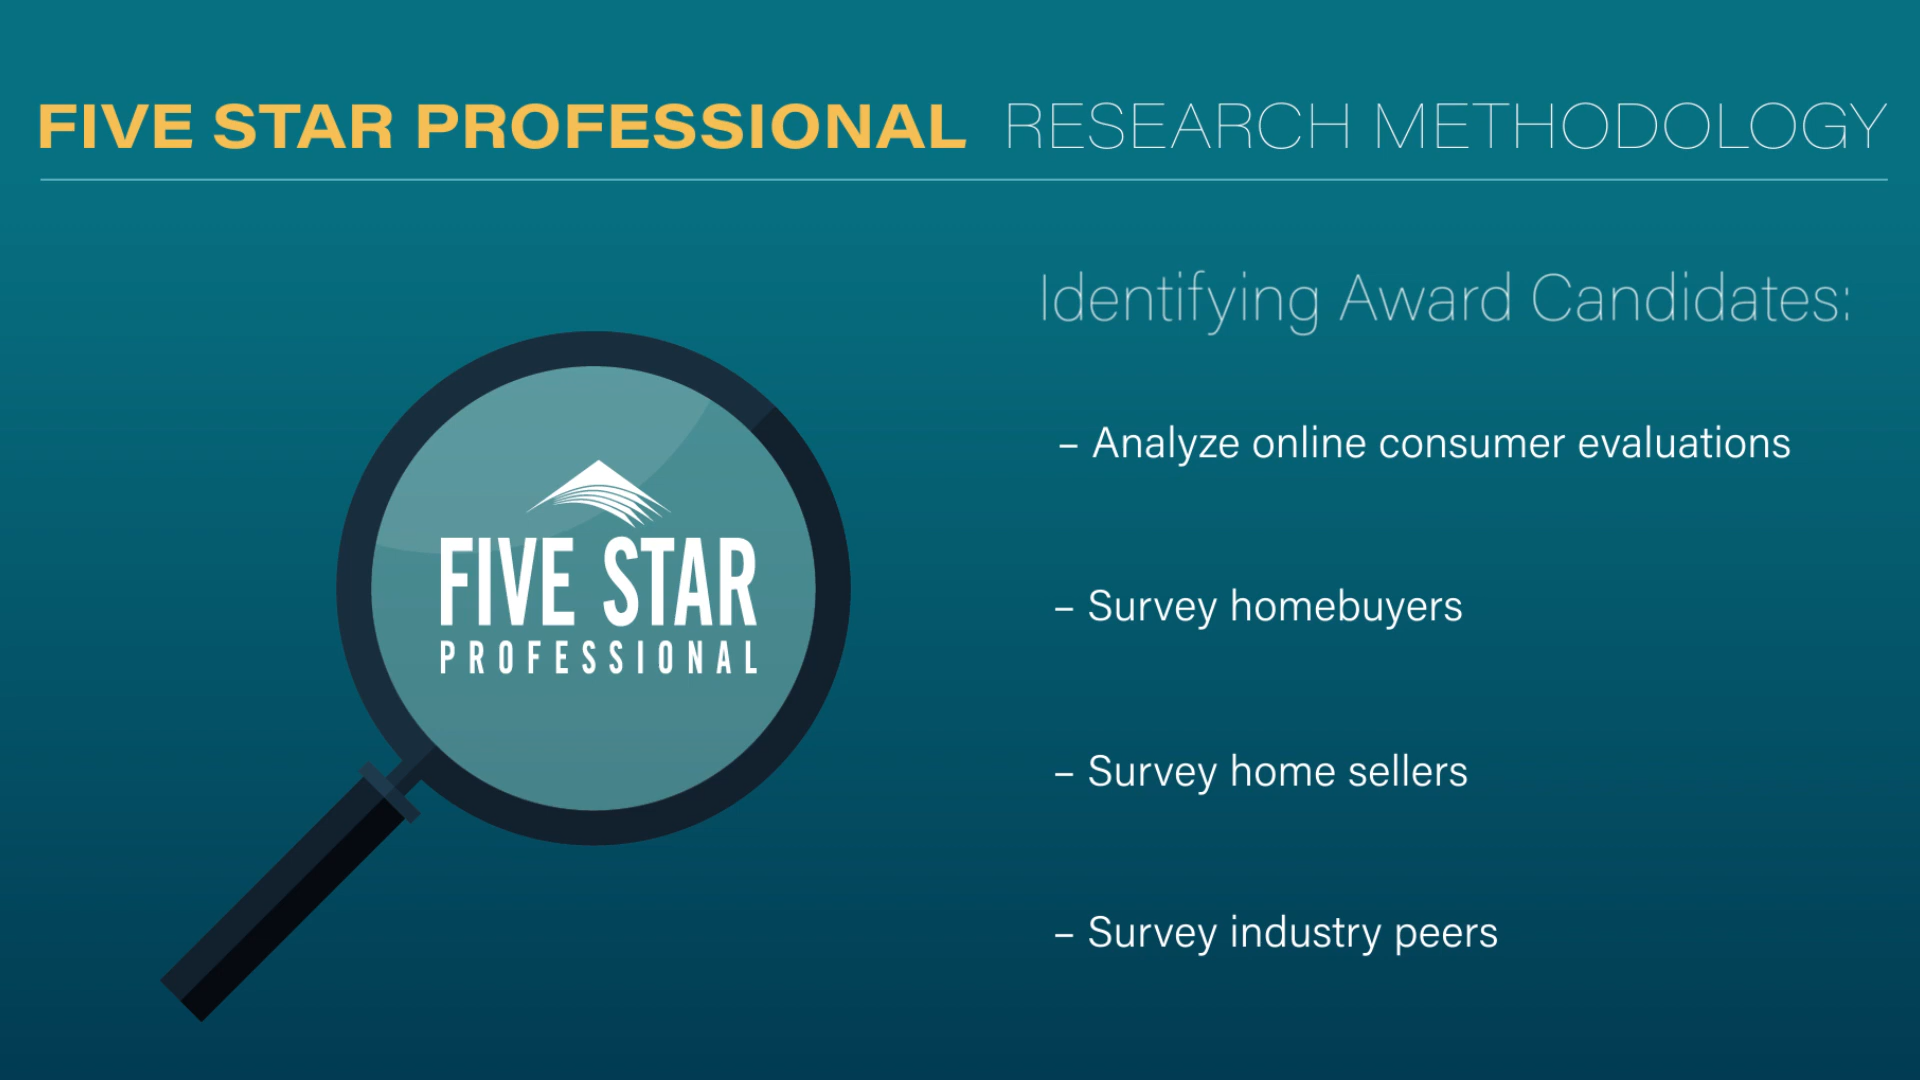 FIVE STAR PROFESSIONAL RESEARCH METHODOLOGY
FIVE STAR
PROFESSIONAL
Identifying Award Candidates:
– Analyze online consumer evaluations
– Survey homebuyers
– Survey home sellers
– Survey industry peers